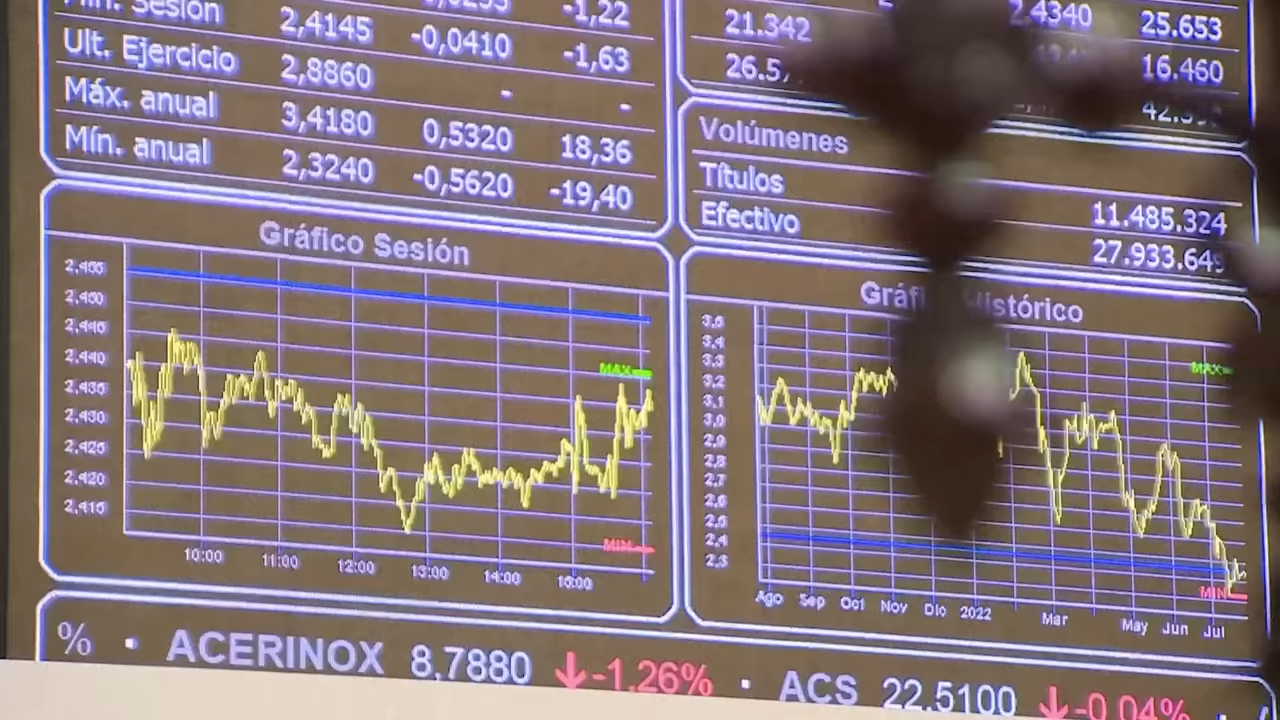 Mín. Sesión 2,4145 -0,0410 -1,22
Ult. Ejercicio 2,8860 - -1,63
Máx. anual 3,4180 0,5320 18,36
Mín. anual 2,3240 -0,5620 -19,40
21.342 2.4340 25.653
16.460
Volúmenes
Títulos 11.485.324
Efectivo
Gráfico Sesión
2,455
2,450
2,445
2,440
2,435
2,430
2,425
2,420
2,415
MAX
MIN
10:00 11:00 12:00 13:00 14:00
Histórico
3,5
3,4
3,3
3,2
3,1
3,0
2,9
2,8
2,7
2,6
2,5
2,4
2,3
MAX
MIN
Ago Sep Oct Nov Dic 2022 Mar May Jun Jul
% · ACERINOX 8,7880 ↓-1.26% · ACS 22.5100 ↓-0.04%